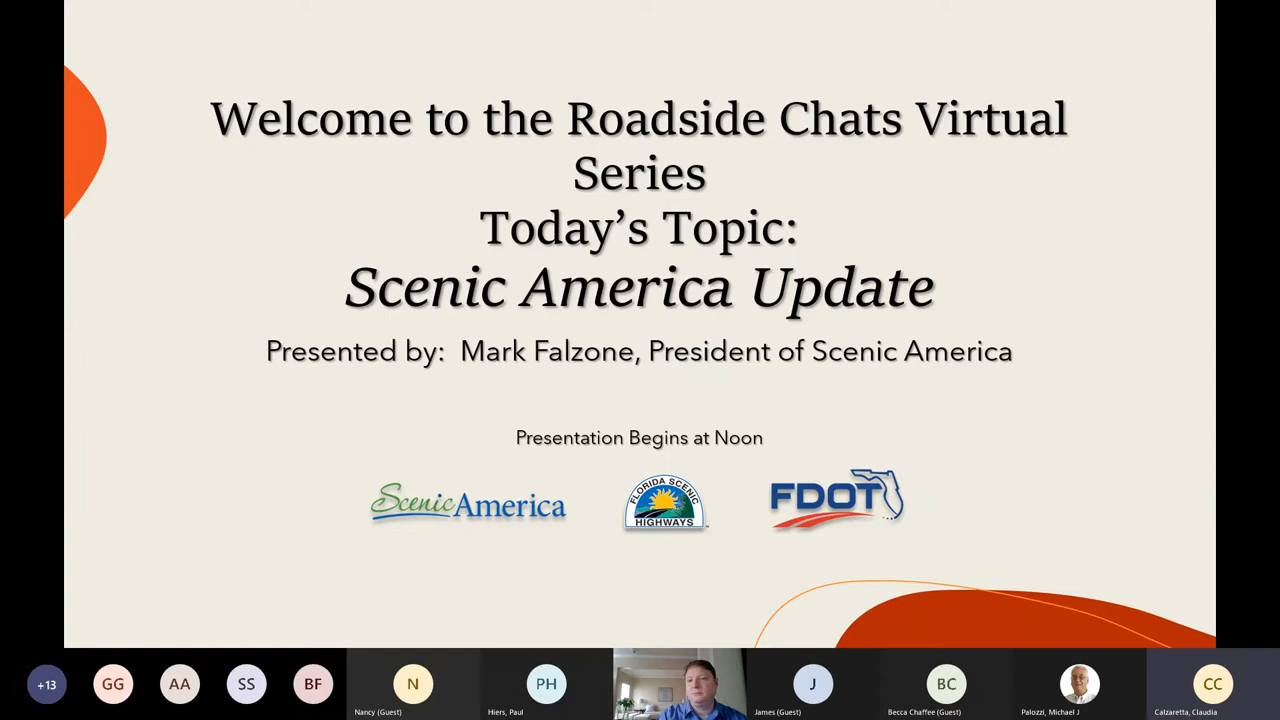 Welcome to the Roadside Chats Virtual
Series
Today's Topic:
Scenic America Update
Presented by: Mark Falzone, President of Scenic America
Presentation Begins at Noon
ScenicAmerica
FLORIDA SCENIC
HIGHWAYS
FDOT
+13
GG
AA
SS
BF
N
PH
J
BC
CC
Nancy (Guest)
Hiers, Paul
James (Guest)
Becca Chaffee (Guest)
Palozzi, Michael J
Calzaretta, Claudia